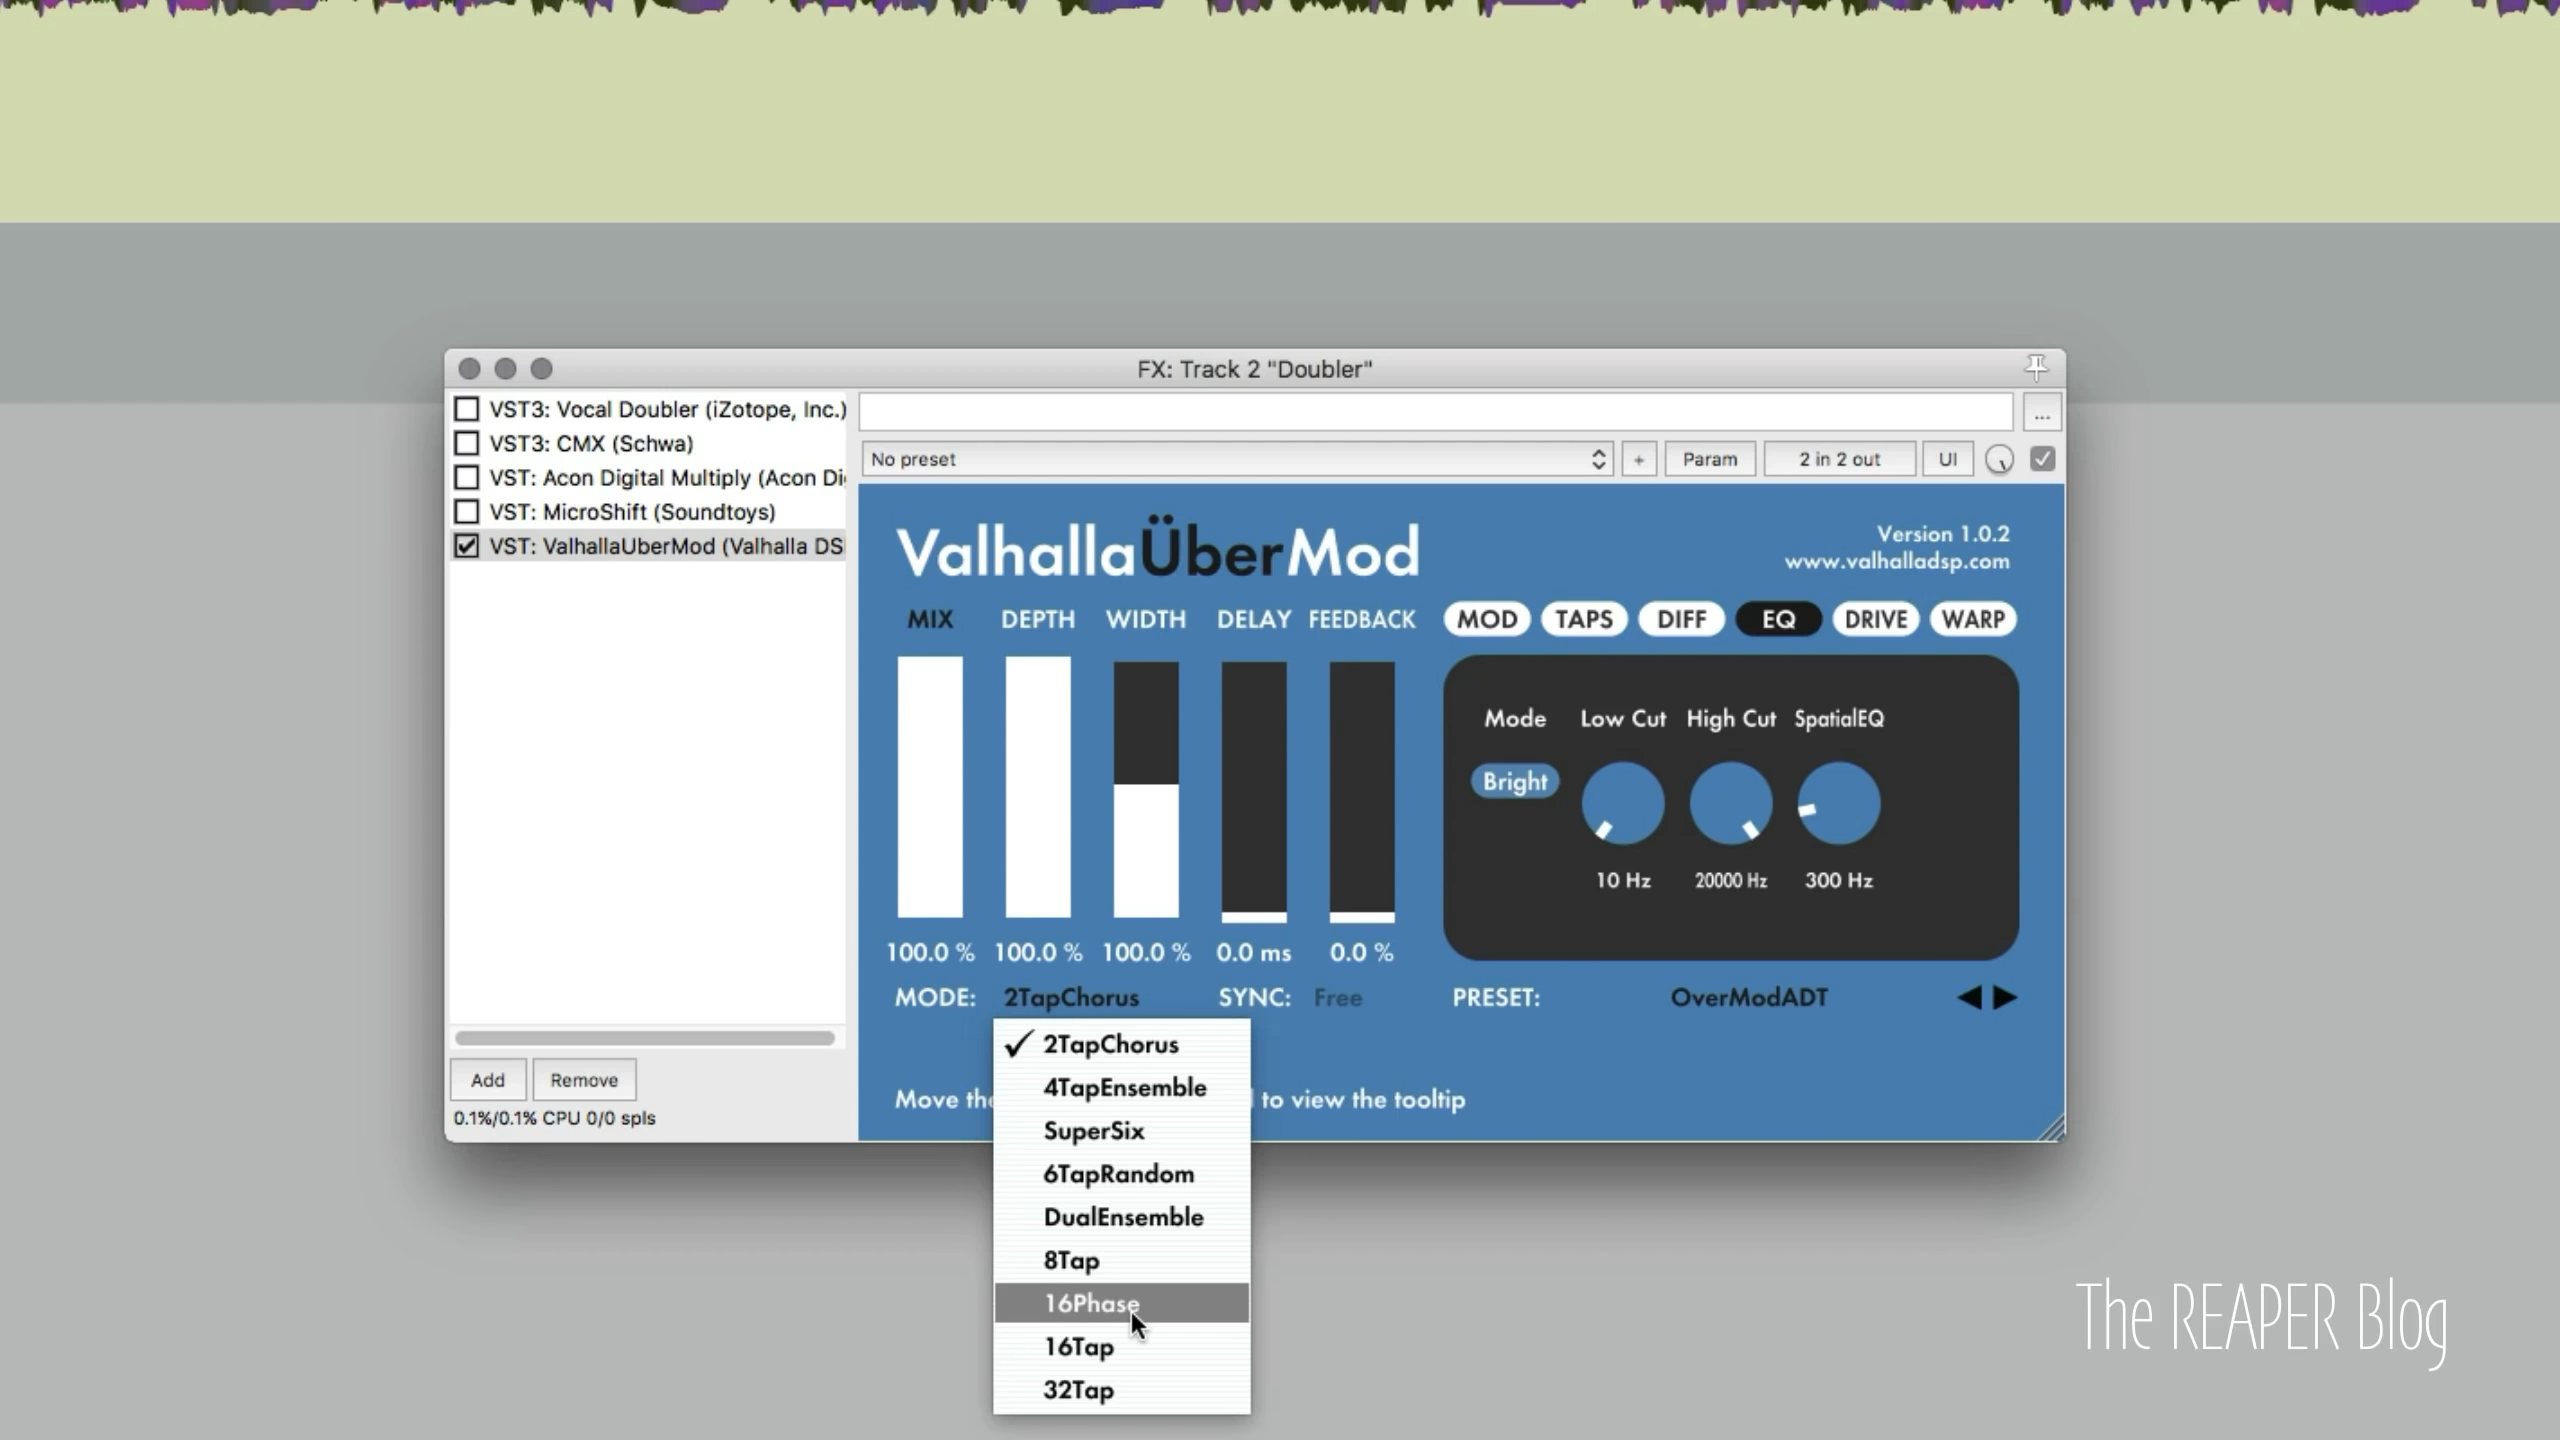 FX: Track 2 "Doubler"
VST3: Vocal Doubler (iZotope, Inc.)
VST3: CMX (Schwa)
VST: Acon Digital Multiply (Acon Di
VST: MicroShift (Soundtoys)
VST: ValhallaUberMod (Valhalla DS
...
No preset
+
Param
2 in 2 out
UI
ValhallaÜberMod
Version 1.0.2
www.valhalladsp.com
MIX DEPTH WIDTH DELAY FEEDBACK
MOD TAPS DIFF EQ DRIVE WARP
Mode Low Cut High Cut SpatialEQ
Bright
10 Hz 20000 Hz 300 Hz
100.0 % 100.0 % 100.0 % 0.0 ms 0.0 %
MODE: 2TapChorus SYNC: Free PRESET: OverModADT
2TapChorus
4TapEnsemble
SuperSix
6TapRandom
DualEnsemble
8Tap
16Phase
16Tap
32Tap
Move the to view the tooltip
Add Remove
0.1%/0.1% CPU 0/0 spls
The REAPER Blog